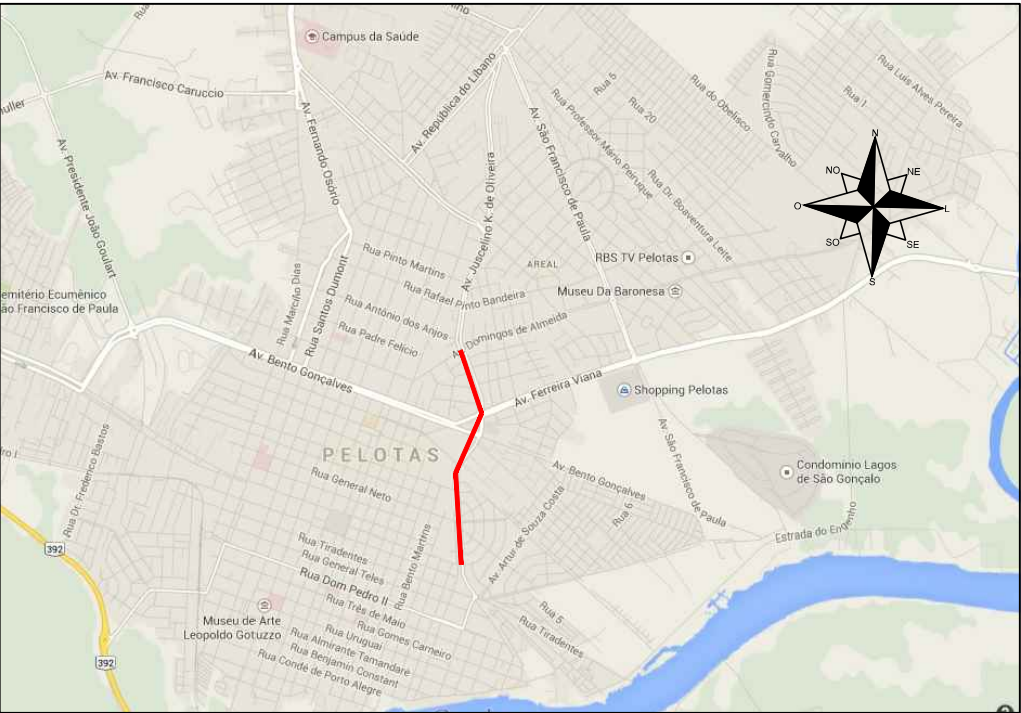 Campus da Saúde
Av. Francisco Caruccio
Av. República do Líbano
Rua 5
Rua 20
Rua do Obelisco
Rua Gomercindo Carvalho
Rua 1
Rua Luis Alves Pereira
Av. Presidente João Goulart
Av. Fernando Osório
Av. Juscelino K. de Oliveira
Av. São Francisco de Paula
Rua Professor Mário Peiruque
Rua Dr. Boaventura Leite
N
NO
NE
O
L
SO
SE
S
Rua Pinto Martins
AREAL
RBS TV Pelotas
Rua Rafael Pinto Bandeira
Museu Da Baronesa
emitério Ecumênico
ão Francisco de Paula
Rua Marcílio Dias
Rua Santos Dumont
Rua Antônio dos Anjos
Rua Padre Felício
Av. Domingos de Almeida
Av. Bento Gonçalves
Av. Ferreira Viana
Shopping Pelotas
PELOTAS
Av. São Francisco de Paula
Rua Dr. Frederico Bastos
Rua General Neto
Av. Bento Gonçalves
Condominio Lagos
de São Gonçalo
Rua 6
Av. Artur de Souza Costa
Estrada do Engenho
392
Rua Tiradentes
Rua General Teles
Rua Dom Pedro II
Rua Bento Martins
Rua Três de Maio
Rua Gomes Carneiro
Museu de Arte
Leopoldo Gotuzzo
Rua Uruguai
Rua Almirante Tamandaré
Rua Benjamin Constant
Rua Conde de Porto Alegre
Rua 5
Rua Tiradentes
392